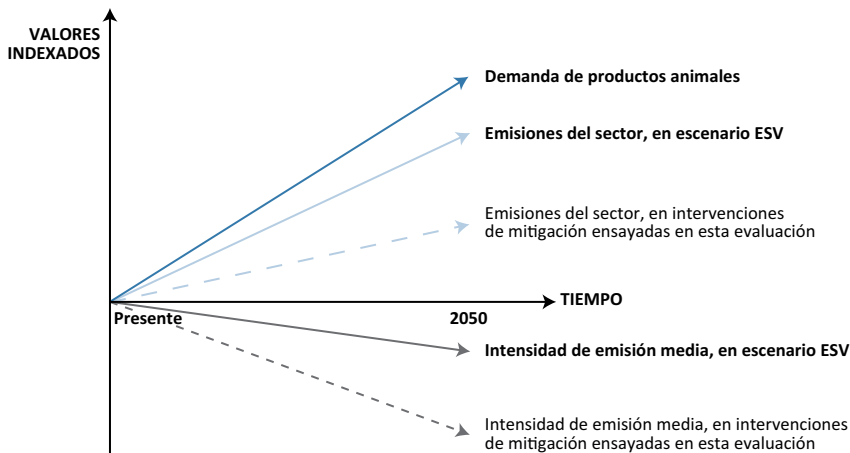 VALORES
INDEXADOS
Demanda de productos animales
Emisiones del sector, en escenario ESV
Emisiones del sector, en intervenciones
de mitigación ensayadas en esta evaluación
TIEMPO
Presente
2050
Intensidad de emisión media, en escenario ESV
Intensidad de emisión media, en intervenciones
de mitigación ensayadas en esta evaluación